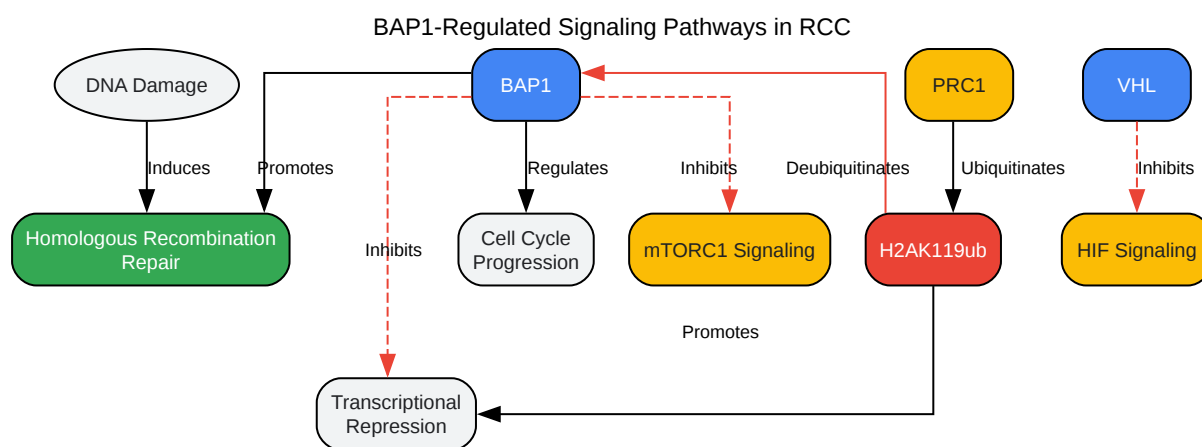 BAP1-Regulated Signaling Pathways in RCC
DNA Damage
BAP1
PRC1
VHL
Induces
Promotes
Regulates
Inhibits
Deubiquitinates
Ubiquitinates
Inhibits
Homologous Recombination
Repair
Inhibits
Cell Cycle
Progression
mTORC1 Signaling
H2AK119ub
HIF Signaling
Promotes
Transcriptional
Repression